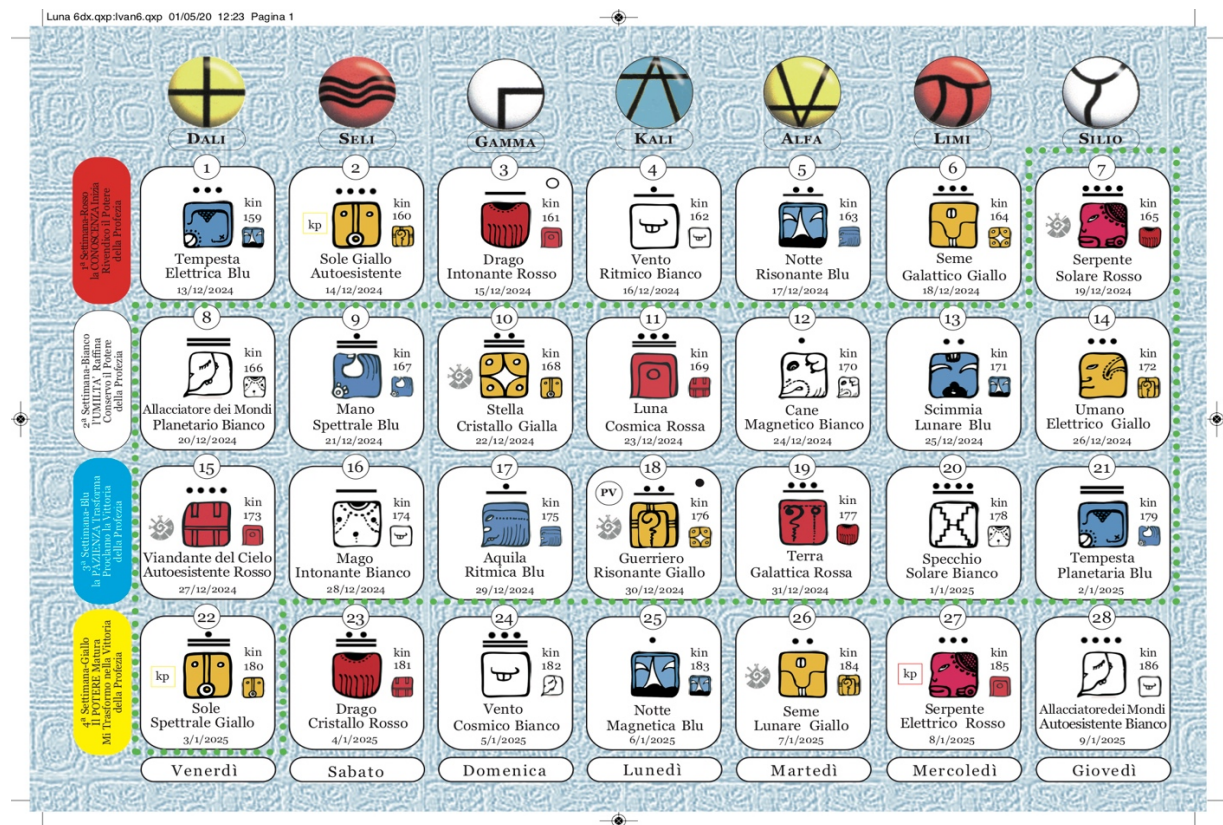 Luna 6dx.qxp:Ivan6.qxp 01/05/20 12:23 Pagina 1
DALI
SELI
GAMMA
KALI
ALFA
LIMI
SILIO
1ª Settimana-Rosso
la CONOSCENZA Inizia
Rivendico il Potere
della Profezia
1
kin
159
Tempesta
Elettrica Blu
13/12/2024
2
kp
kin
160
Sole Giallo
Autoesistente
14/12/2024
3
kin
161
Drago
Intonante Rosso
15/12/2024
4
kin
162
Vento
Ritmico Bianco
16/12/2024
5
kin
163
Notte
Risonante Blu
17/12/2024
6
kin
164
Seme
Galattico Giallo
18/12/2024
7
kin
165
Serpente
Solare Rosso
19/12/2024
2ª Settimana-Bianco
l'UMILTA' Raffina
Conservo il Potere
della Profezia
8
kin
166
Allacciatore dei Mondi
Planetario Bianco
20/12/2024
9
kin
167
Mano
Spettrale Blu
21/12/2024
10
kin
168
Stella
Cristallo Gialla
22/12/2024
11
kin
169
Luna
Cosmica Rossa
23/12/2024
12
kin
170
Cane
Magnetico Bianco
24/12/2024
13
kin
171
Scimmia
Lunare Blu
25/12/2024
14
kin
172
Umano
Elettrico Giallo
26/12/2024
3ª Settimana-Blu
la PAZIENZA Trasforma
Proclamo la Vittoria
della Profezia
15
kin
173
Viandante del Cielo
Autoesistente Rosso
27/12/2024
16
kin
174
Mago
Intonante Bianco
28/12/2024
17
kin
175
Aquila
Ritmica Blu
29/12/2024
18
PV
kin
176
Guerriero
Risonante Giallo
30/12/2024
19
kin
177
Terra
Galattica Rossa
31/12/2024
20
kin
178
Specchio
Solare Bianco
1/1/2025
21
kin
179
Tempesta
Planetaria Blu
2/1/2025
4ª Settimana-Giallo
Il POTERE Matura
Mi Trasformo nella Vittoria
della Profezia
22
kp
kin
180
Sole
Spettrale Giallo
3/1/2025
23
kin
181
Drago
Cristallo Rosso
4/1/2025
24
kin
182
Vento
Cosmico Bianco
5/1/2025
25
kin
183
Notte
Magnetica Blu
6/1/2025
26
kin
184
Seme
Lunare Giallo
7/1/2025
27
kp
kin
185
Serpente
Elettrico Rosso
8/1/2025
28
kin
186
Allacciatore dei Mondi
Autoesistente Bianco
9/1/2025
Venerdì
Sabato
Domenica
Lunedì
Martedì
Mercoledì
Giovedì